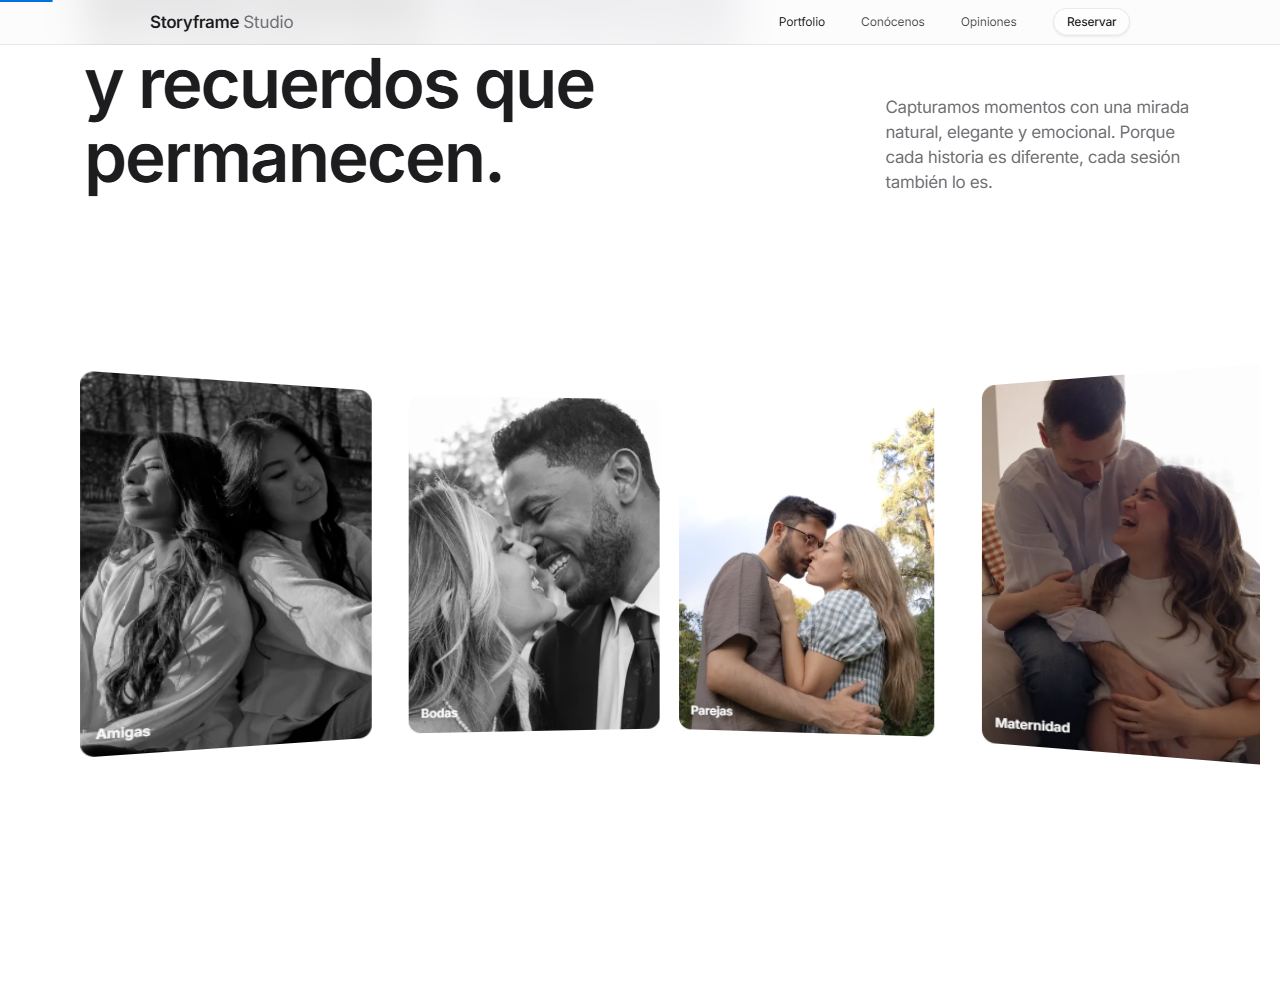 Storyframe Studio
Portfolio
Conócenos
Opiniones
Reservar
y recuerdos que
permanecen.
Capturamos momentos con una mirada
natural, elegante y emocional. Porque
cada historia es diferente, cada sesión
también lo es.
Amigas
Bodas
Parejas
Maternidad